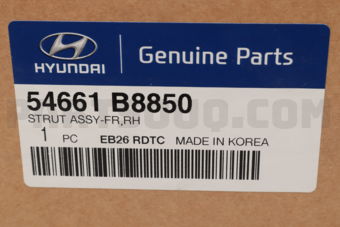 HYUNDAI
Genuine Parts
54661 B8850
STRUT ASSY-FR,RH
1 PC EB26 RDTC MADE IN KOREA